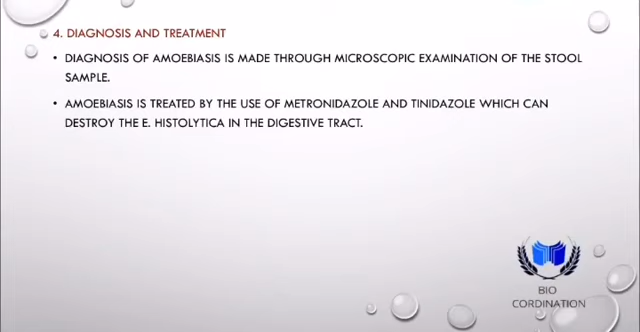 4. DIAGNOSIS AND TREATMENT
• DIAGNOSIS OF AMOEBIASIS IS MADE THROUGH MICROSCOPIC EXAMINATION OF THE STOOL
SAMPLE.
• AMOEBIASIS IS TREATED BY THE USE OF METRONIDAZOLE AND TINIDAZOLE WHICH CAN
DESTROY THE E. HISTOLYTICA IN THE DIGESTIVE TRACT.
BIO
CORDINATION